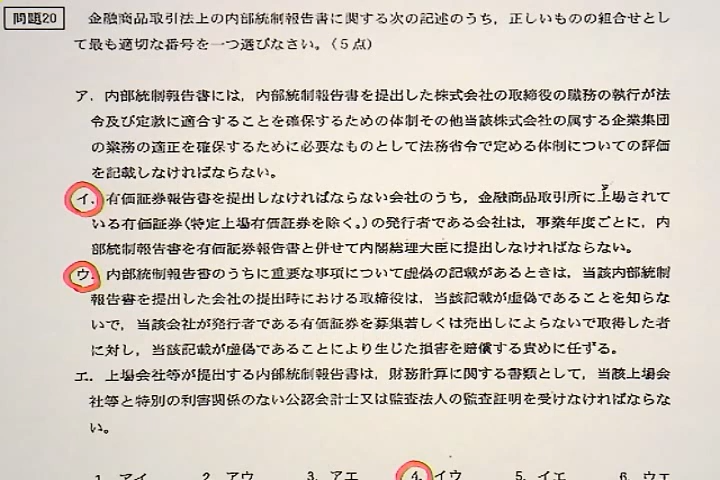 問題20 金融商品取引法上の内部統制報告書に関する次の記述のうち，正しいものの組合せとし
て最も適切な番号を一つ選びなさい。（5点）
ア．内部統制報告書には，内部統制報告書を提出した株式会社の取締役の職務の執行が法
令及び定款に適合することを確保するための体制その他当該株式会社の属する企業集団
の業務の適正を確保するために必要なものとして法務省令で定める体制についての評価
を記載しなければならない。
イ．有価証券報告書を提出しなければならない会社のうち，金融商品取引所に上場されて
いる有価証券（特定上場有価証券を除く。）の発行者である会社は，事業年度ごとに，内
部統制報告書を有価証券報告書と併せて内閣総理大臣に提出しなければならない。
ウ．内部統制報告書のうちに重要な事項について虚偽の記載があるときは，当該内部統制
報告書を提出した会社の提出時における取締役は，当該記載が虚偽であることを知らな
いで，当該会社が発行者である有価証券を募集若しくは売出しによらないで取得した者
に対し，当該記載が虚偽であることにより生じた損害を賠償する責めに任ずる。
エ．上場会社等が提出する内部統制報告書は，財務計算に関する書類として，当該上場会
社等と特別の利害関係のない公認会計士又は監査法人の監査証明を受けなければならな
い。
1．アイ 2．アウ 3．アエ 4．イウ 5．イエ 6．ウエ